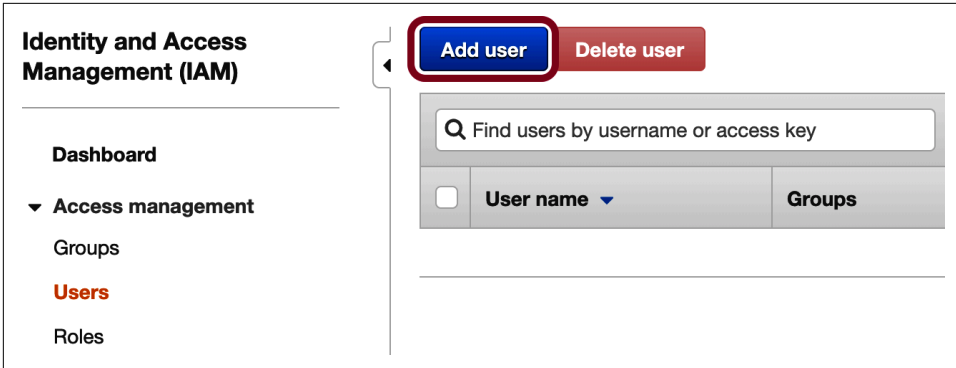 Identity and Access
Management (IAM)
Dashboard
Access management
Groups
Users
Roles
Add user
Delete user
Find users by username or access key
User name
Groups